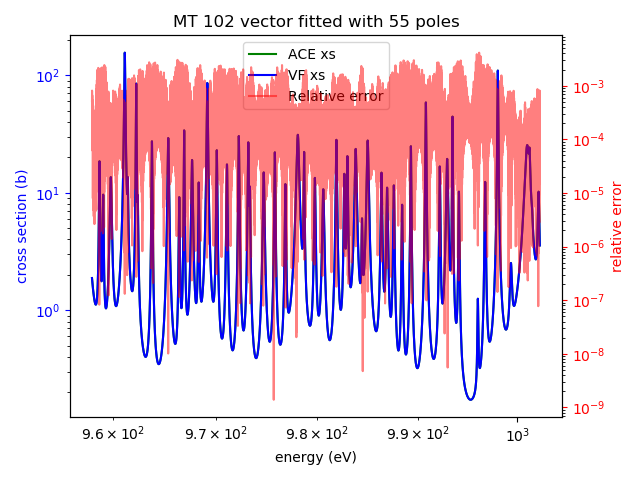 MT 102 vector fitted with 55 poles
ACE xs
VF xs
Relative error
cross section (b)
10²
10¹
10⁰
relative error
10⁻³
10⁻⁴
10⁻⁵
10⁻⁶
10⁻⁷
10⁻⁸
10⁻⁹
9.6 × 10² 9.7 × 10² 9.8 × 10² 9.9 × 10² 10³
energy (eV)